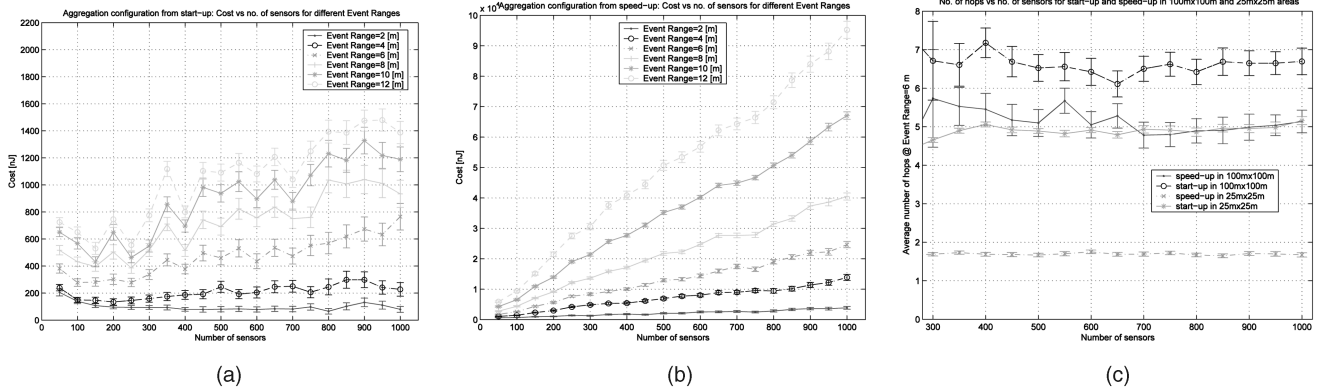 Aggregation configuration from start-up: Cost vs no. of sensors for different Event Ranges
2200
2000
1800
1600
1400
1200
1000
800
600
400
200
0
Cost [nJ]
Event Range=2 [m]
Event Range=4 [m]
Event Range=6 [m]
Event Range=8 [m]
Event Range=10 [m]
Event Range=12 [m]
0 100 200 300 400 500 600 700 800 900 1000
Number of sensors
(a)
x 10⁴
Aggregation configuration from speed-up: Cost vs no. of sensors for different Event Ranges
10
9
8
7
6
5
4
3
2
1
0
Cost [nJ]
Event Range=2 [m]
Event Range=4 [m]
Event Range=6 [m]
Event Range=8 [m]
Event Range=10 [m]
Event Range=12 [m]
0 100 200 300 400 500 600 700 800 900 1000
Number of sensors
(b)
No. of hops vs no. of sensors for start-up and speed-up in 100mx100m and 25mx25m areas
8
7
6
5
4
3
2
1
0
Average number of hops @ Event Range=6 m
speed-up in 100mx100m
start-up in 100mx100m
speed-up in 25mx25m
start-up in 25mx25m
300 400 500 600 700 800 900 1000
Number of sensors
(c)